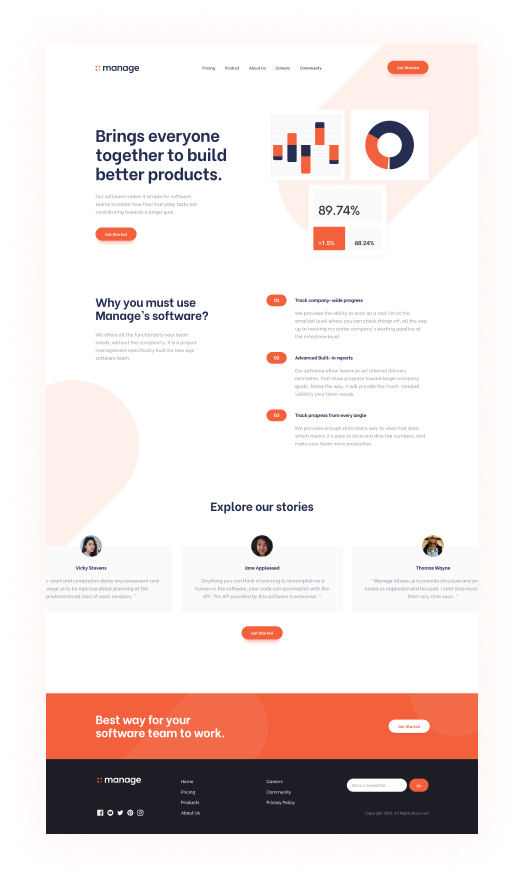 manage
Pricing
Product
About Us
Careers
Community
Get Started
Brings everyone
together to build
better products.
Our software makes it simple for software
teams to relate how their everyday tasks are
contributing towards a larger goal.
Get Started
89.74%
+1.5%
88.24%
Why you must use
Manage's software?
We offers all the functionality your team
needs, without the complexity. It is a project
management specifically built for new age
software team.
01
Track company-wide progress
We provides the ability to work on a task list at the
smallest level where you can check things off, all the way
up to tracking my entire company's working pipeline at
the milestone level.
02
Advanced Built-in reports
Our software allow teams to set internal delivery
estimates, that show progress toward larger company
goals. Along the way, it will provide the much-needed
visibility your team needs.
03
Track progress from every angle
We provides enough data and a way to view that data,
which means it's easy to slice and dice the numbers, and
make your team more productive.
Explore our stories
Vicky Stevens
-start and completion dates are convenient and
us to be rigorous about planning at the
predetermined start of each iteration. "
Jane Appleseed
"Anything you can think of wanting to accomplish as a
human in the software, your code can accomplish with the
API. The API provided by this software is extensive. "
Thomas Wayne
" Manage allows us to provide structure and
keeps us organized and focused. I can't stop
them any time soon. "
Get Started
Best way for your
software team to work.
Get Started
manage
Home
Pricing
Products
About Us
Careers
Community
Privacy Policy
Get our newsletter...
Go
Copyright 2021. All Rights Reserved